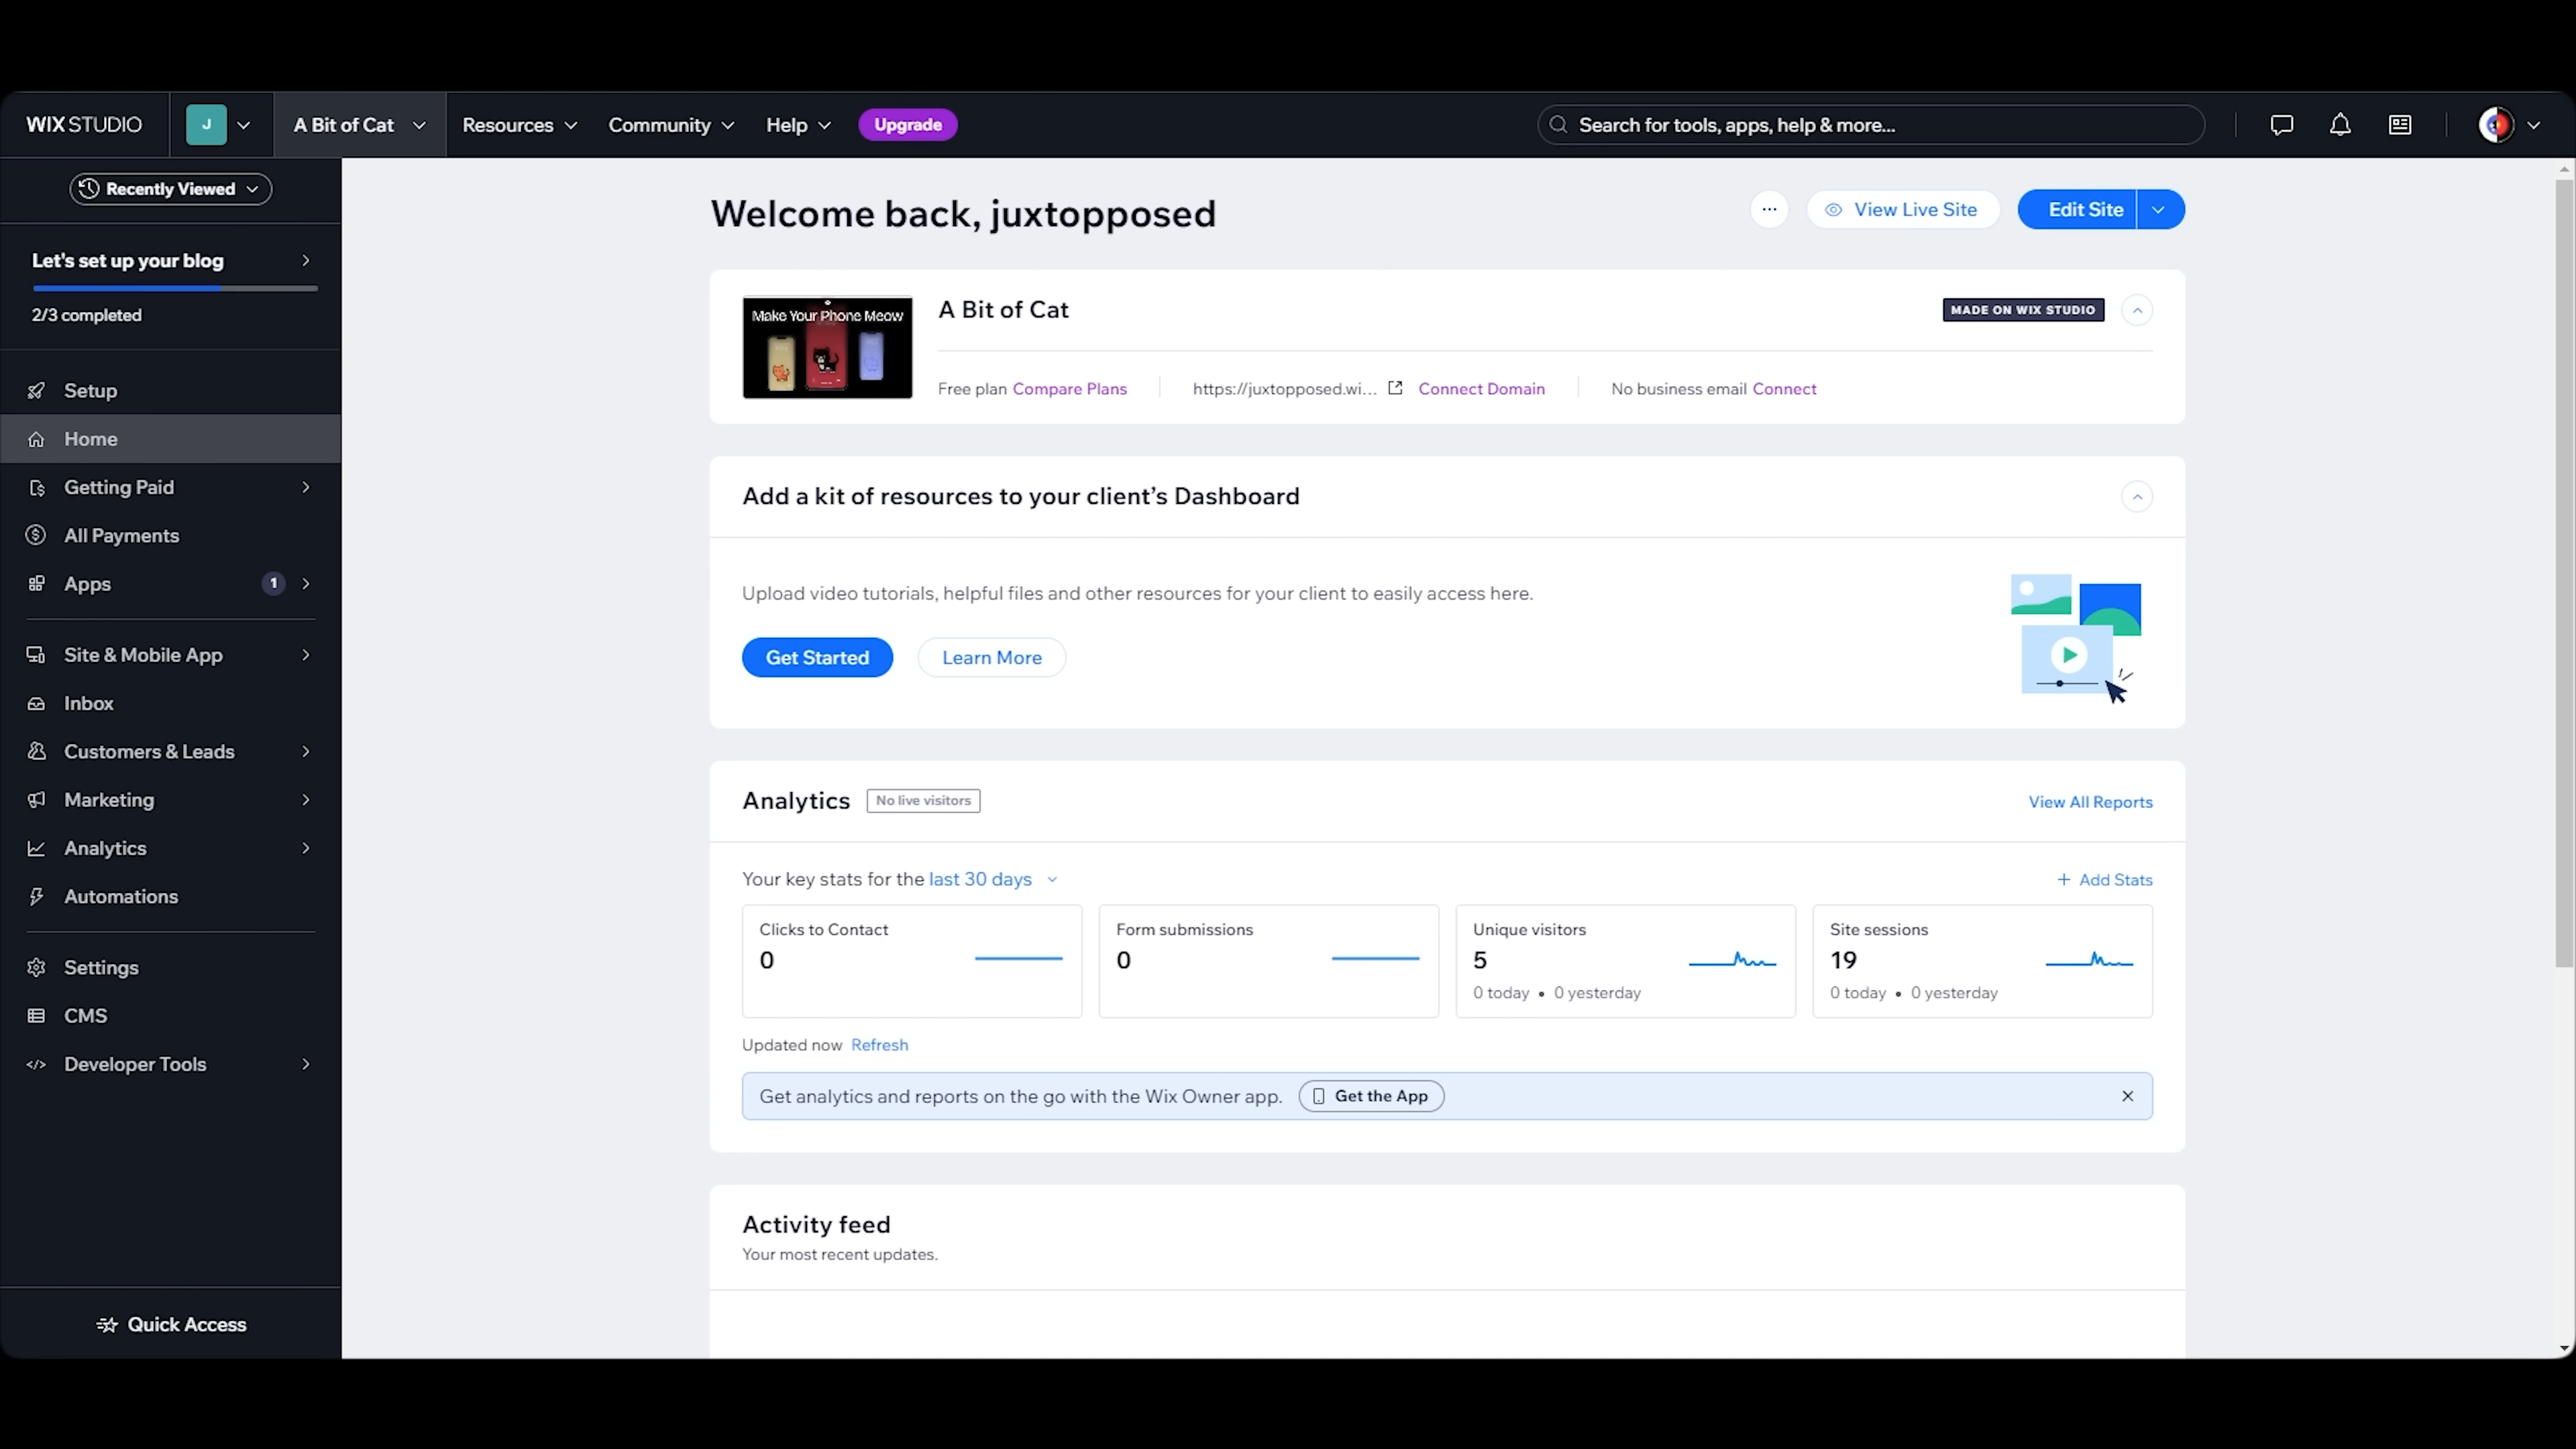 WIX STUDIO
J
A Bit of Cat
Resources
Community
Help
Upgrade
Search for tools, apps, help & more...
Recently Viewed
Let's set up your blog
2/3 completed
Setup
Home
Getting Paid
All Payments
Apps
1
Site & Mobile App
Inbox
Customers & Leads
Marketing
Analytics
Automations
Settings
CMS
Developer Tools
Quick Access
Welcome back, juxtopposed
View Live Site
Edit Site
Make Your Phone Meow
A Bit of Cat
MADE ON WIX STUDIO
Free plan Compare Plans
https://juxtopposed.wi... Connect Domain
No business email Connect
Add a kit of resources to your client’s Dashboard
Upload video tutorials, helpful files and other resources for your client to easily access here.
Get Started
Learn More
Analytics
No live visitors
View All Reports
Your key stats for the last 30 days
+ Add Stats
Clicks to Contact
0
Form submissions
0
Unique visitors
5
0 today • 0 yesterday
Site sessions
19
0 today • 0 yesterday
Updated now Refresh
Get analytics and reports on the go with the Wix Owner app.
Get the App
Activity feed
Your most recent updates.